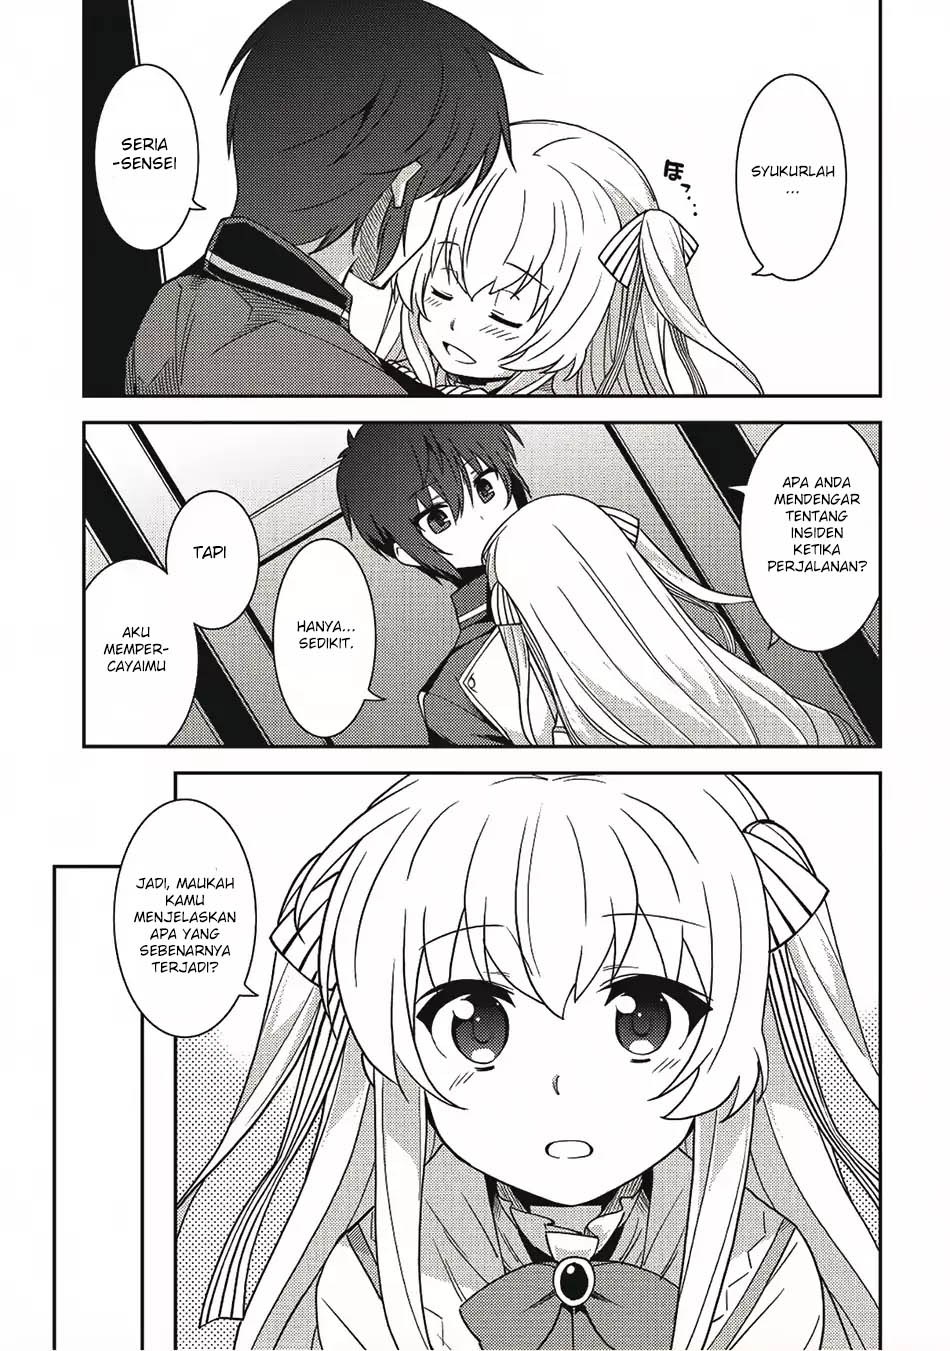 SYUKURLAH
...
ほっ...
SERIA
-SENSEI
APA ANDA
MENDENGAR
TENTANG
INSIDEN
KETIKA
PERJALANAN?
HANYA...
SEDIKIT.
TAPI
AKU
MEMPER-
CAYAIMU
JADI, MAUKAH
KAMU
MENJELASKAN
APA YANG
SEBENARNYA
TERJADI?